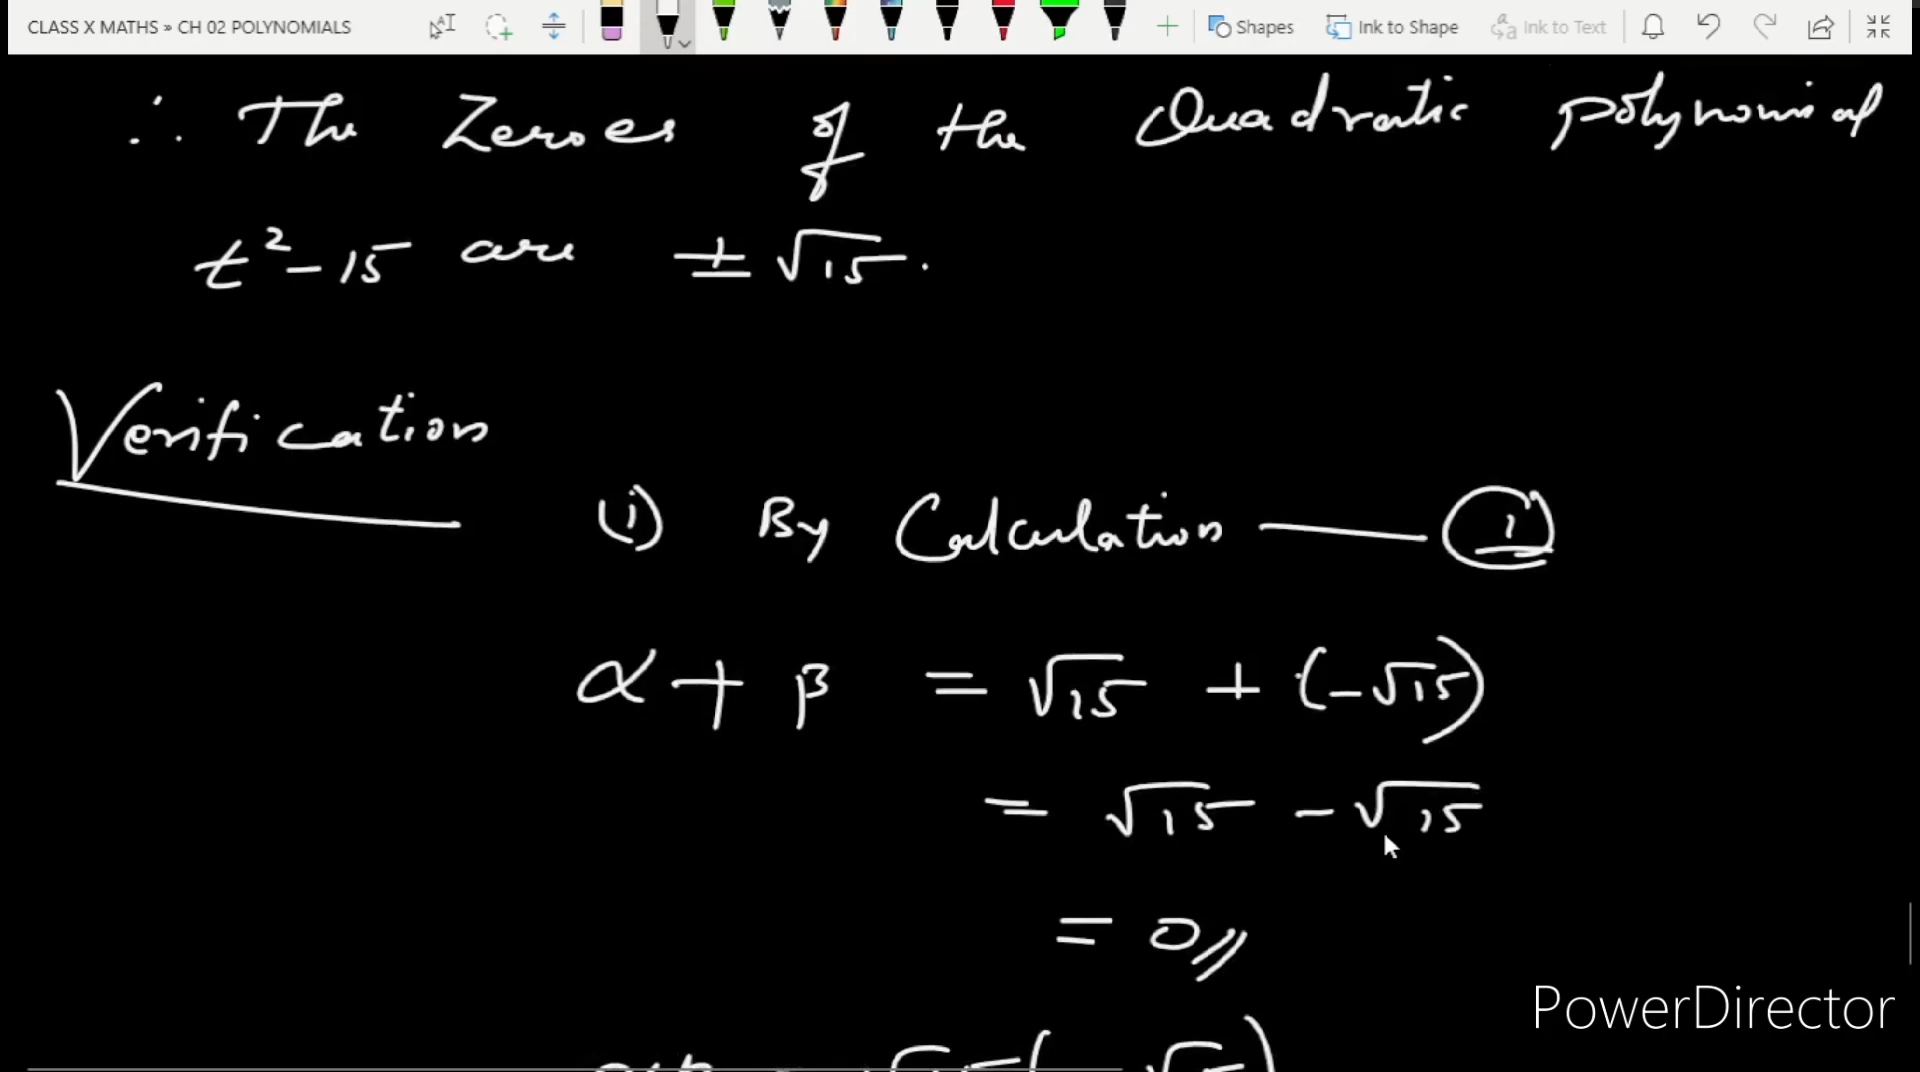 CLASS X MATHS » CH 02 POLYNOMIALS Shapes Ink to Shape Ink to Text
∴ The Zeroes of the Quadratic polynomial
t² - 15 are ± √15.
Verification
(i) By Calculation — ①
α + β = √15 + (-√15)
= √15 - √15
= 0//
PowerDirector